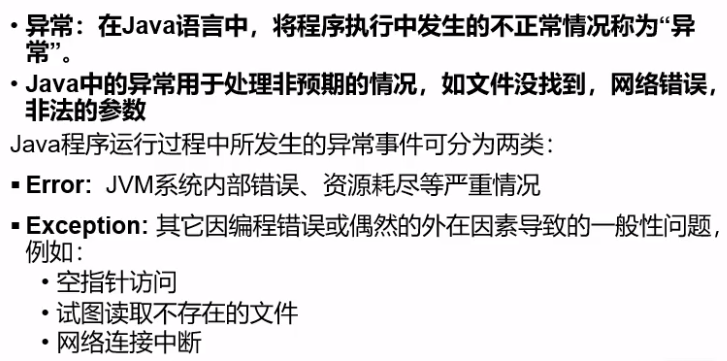 • 异常：在Java语言中，将程序执行中发生的不正常情况称为“异
常”。
• Java中的异常用于处理非预期的情况，如文件没找到，网络错误，
非法的参数
Java程序运行过程中所发生的异常事件可分为两类：
▪ Error：JVM系统内部错误、资源耗尽等严重情况
▪ Exception: 其它因编程错误或偶然的外在因素导致的一般性问题，
例如：
• 空指针访问
• 试图读取不存在的文件
• 网络连接中断